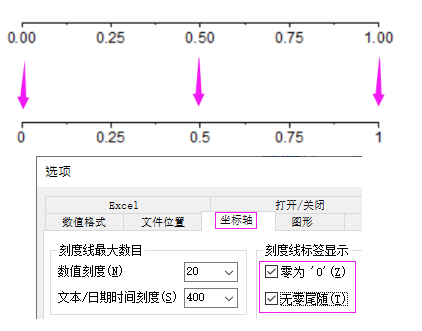 0.00 0.25 0.50 0.75 1.00
0 0.25 0.5 0.75 1
选项
Excel 打开/关闭
数值格式 文件位置 坐标轴 图形
刻度线最大数目 刻度线标签显示
数值刻度(N) 20 零为 '0'(Z)
文本/日期时间刻度(S) 400 无零尾随(T)